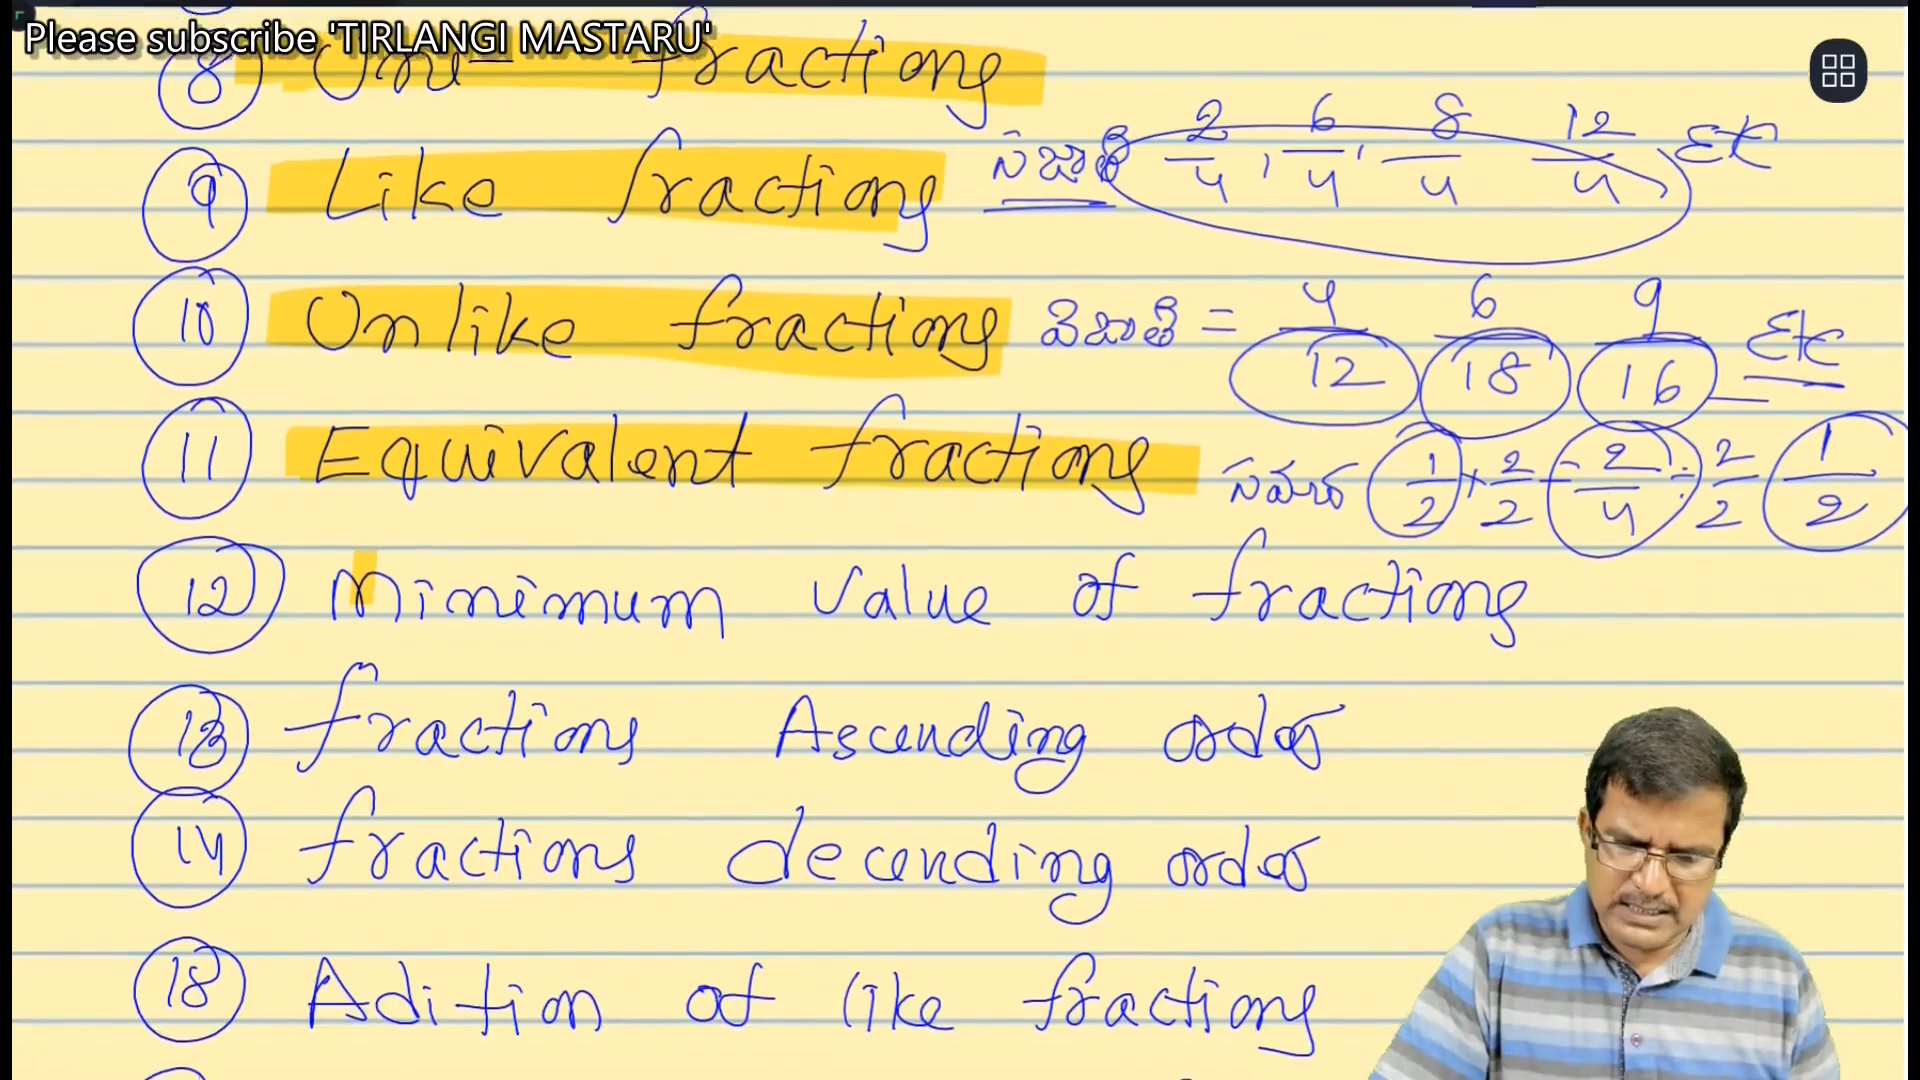 Please subscribe 'TIRLANGI MASTARU'
8 fractions
9 Like fractions సజాతి 2/4, 6/4, 8/4 12/4 Etc
10 Unlike fractions విజాతి = 4/12 6/18 9/16 Etc
11 Equivalent fractions 1/2 × 2/2 = 2/4 ÷ 2/2 1/2
12 Minimum value of fractions
13 fractions Ascending order
14 fractions decending order
18 Adition of like fractions